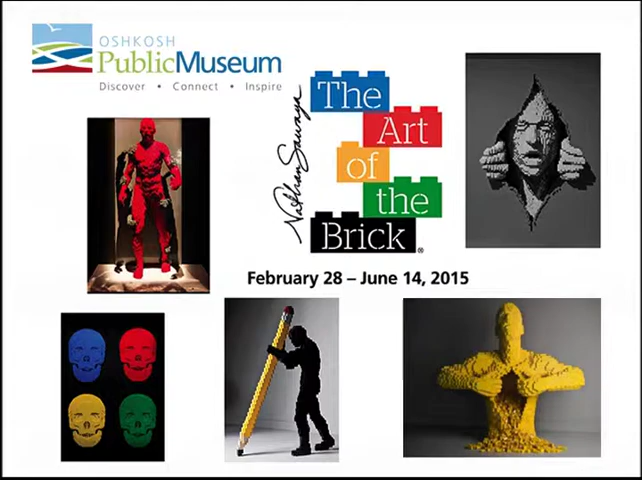 OSHKOSH
PublicMuseum
Discover • Connect • Inspire
Nathan Sawaya
The
Art
of
the
Brick®
February 28 – June 14, 2015